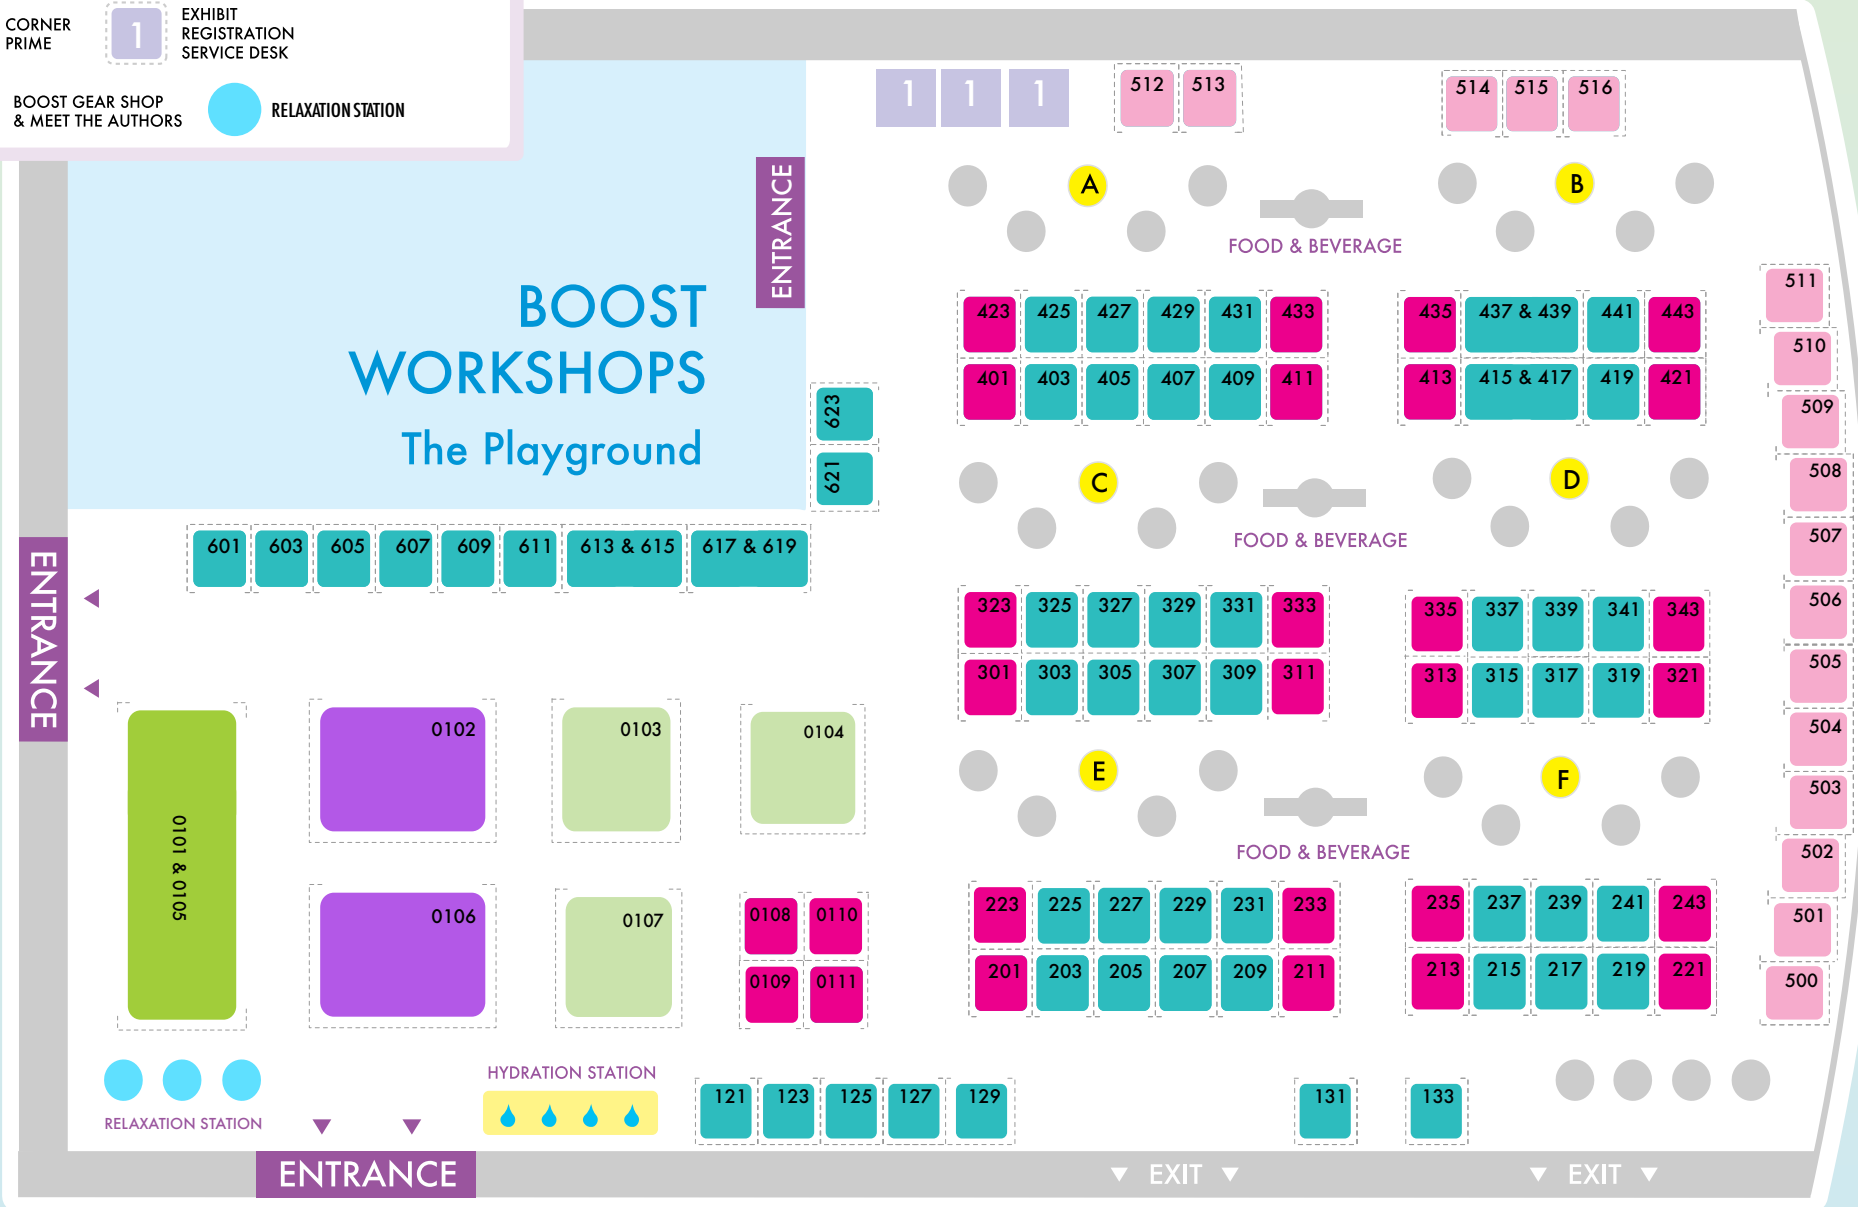 CORNER
PRIME
1
EXHIBIT
REGISTRATION
SERVICE DESK
BOOST GEAR SHOP
& MEET THE AUTHORS
RELAXATION STATION
1 1 1
512 513
514 515 516
ENTRANCE
A
B
FOOD & BEVERAGE
BOOST
WORKSHOPS
The Playground
511
510
509
508
507
506
505
504
503
502
501
500
423 425 427 429 431 433
401 403 405 407 409 411
435 437 & 439 441 443
413 415 & 417 419 421
623
621
C
D
FOOD & BEVERAGE
601 603 605 607 609 611 613 & 615 617 & 619
ENTRANCE
323 325 327 329 331 333
301 303 305 307 309 311
335 337 339 341 343
313 315 317 319 321
0101 & 0105
0102
0103
0104
E
F
FOOD & BEVERAGE
0106
0107
0108 0110
0109 0111
223 225 227 229 231 233
201 203 205 207 209 211
235 237 239 241 243
213 215 217 219 221
RELAXATION STATION
HYDRATION STATION
121 123 125 127 129
131
133
ENTRANCE
EXIT
EXIT